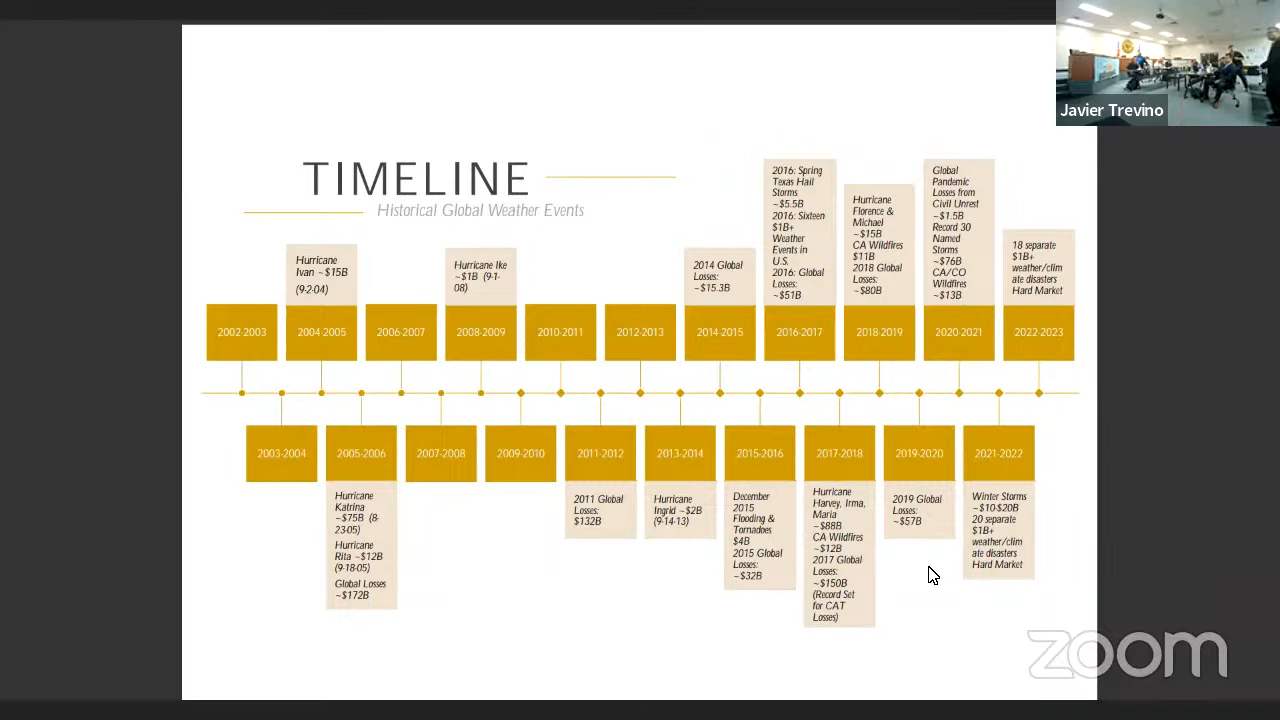 Javier Trevino
TIMELINE
Historical Global Weather Events
Hurricane
Ivan ~$15B
(9-2-04)
Hurricane Ike
~$1B (9-1-
08)
2014 Global
Losses:
~$15.3B
2016: Spring
Texas Hail
Storms
~$5.5B
2016: Sixteen
$1B+
Weather
Events in
U.S.
2016: Global
Losses:
~$51B
Hurricane
Florence &
Michael
~$15B
CA Wildfires
$11B
2018 Global
Losses:
~$80B
Global
Pandemic
Losses from
Civil Unrest
~$1.5B
Record 30
Named
Storms
~$76B
CA/CO
Wildfires
~$13B
18 separate
$1B+
weather/clim
ate disasters
Hard Market
2002-2003
2004-2005
2006-2007
2008-2009
2010-2011
2012-2013
2014-2015
2016-2017
2018-2019
2020-2021
2022-2023
2003-2004
2005-2006
2007-2008
2009-2010
2011-2012
2013-2014
2015-2016
2017-2018
2019-2020
2021-2022
Hurricane
Katrina
~$75B (8-
23-05)
Hurricane
Rita ~$12B
(9-18-05)
Global Losses
~$172B
2011 Global
Losses:
$132B
Hurricane
Ingrid ~$2B
(9-14-13)
December
2015
Flooding &
Tornadoes
$4B
2015 Global
Losses:
~$32B
Hurricane
Harvey, Irma,
Maria
~$88B
CA Wildfires
~$12B
2017 Global
Losses:
~$150B
(Record Set
for CAT
Losses)
2019 Global
Losses:
~$57B
Winter Storms
~$10-$20B
20 separate
$1B+
weather/clim
ate disasters
Hard Market
zoom